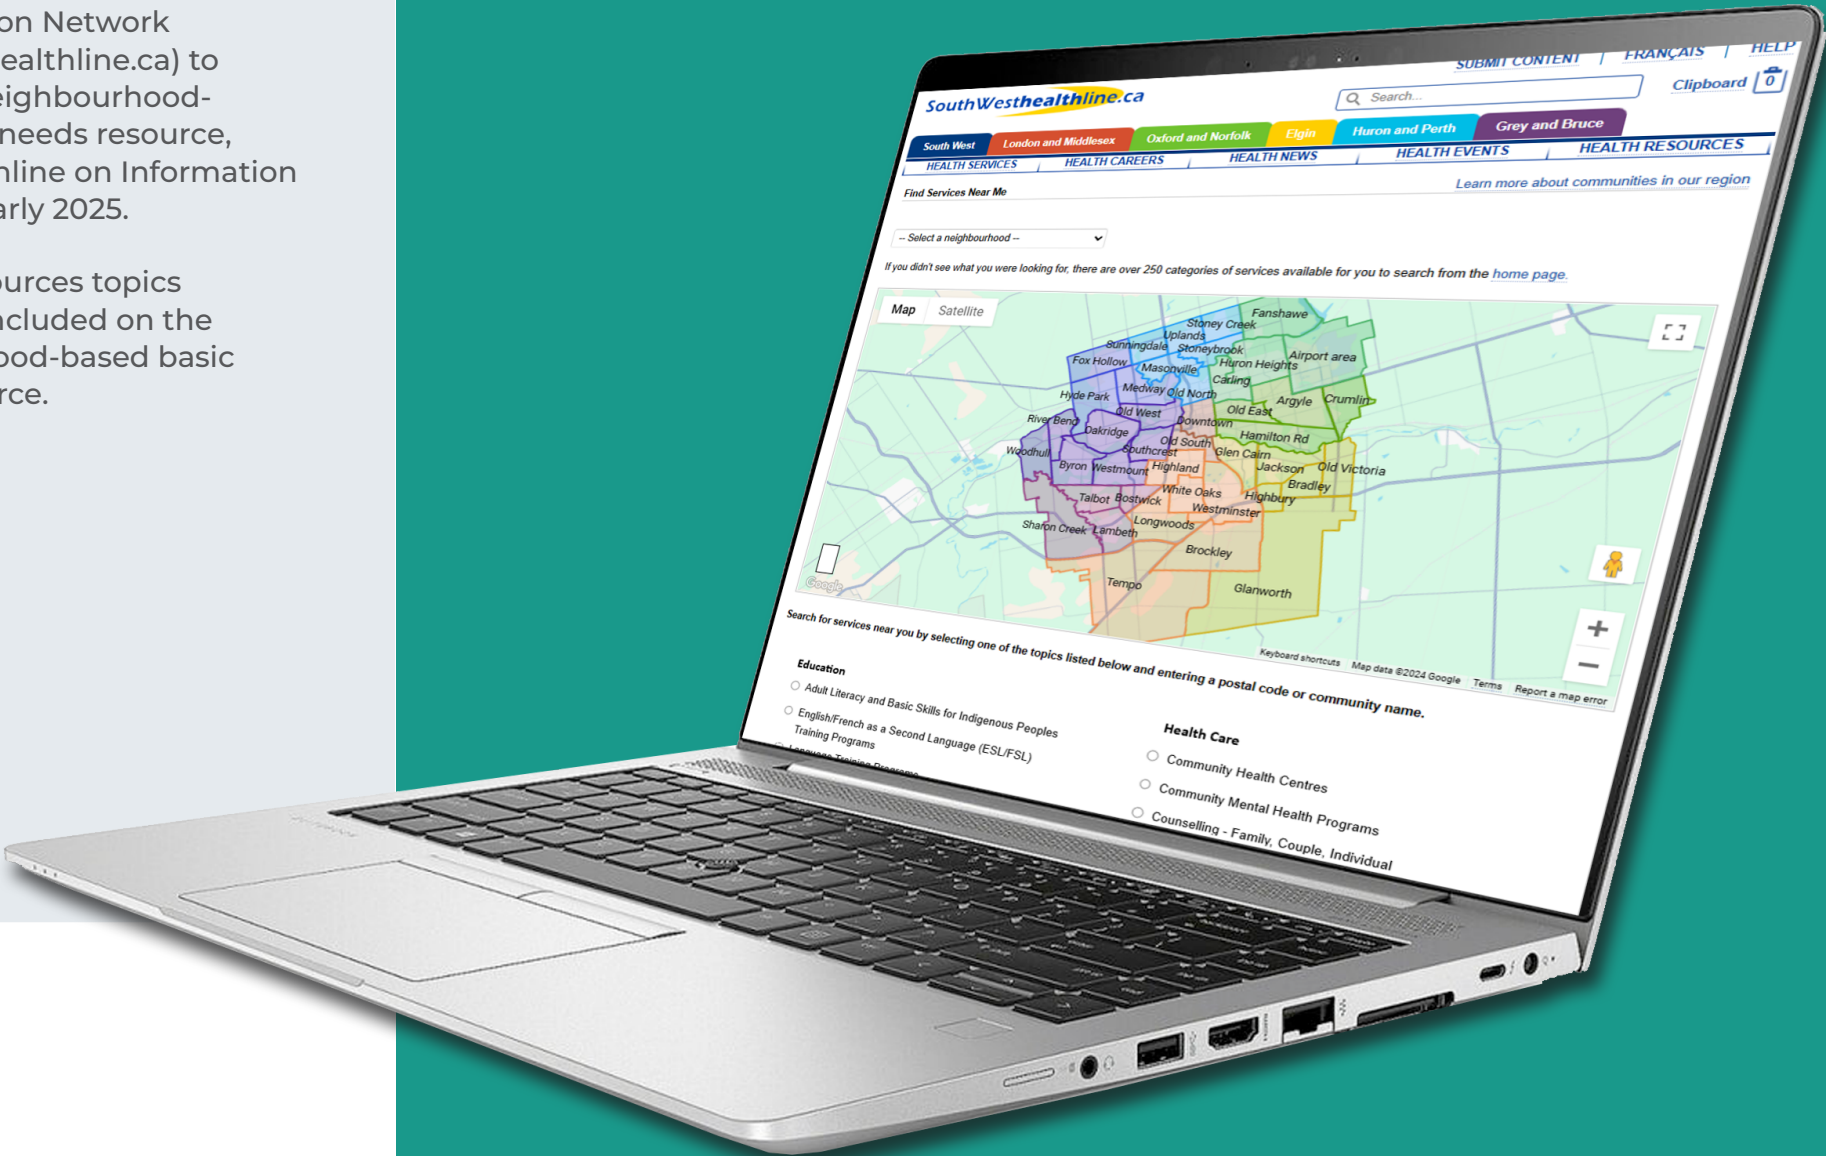 on Network
ealthline.ca) to
eighbourhood-
needs resource,
nline on Information
arly 2025.
ources topics
ncluded on the
ood-based basic
rce.
SUBMIT CONTENT | FRANÇAIS | HELP
SouthWesthealthline.ca
Search...
Clipboard 0
South West London and Middlesex Oxford and Norfolk Elgin Huron and Perth Grey and Bruce
HEALTH SERVICES HEALTH CAREERS HEALTH NEWS HEALTH EVENTS HEALTH RESOURCES
Find Services Near Me
Learn more about communities in our region
-- Select a neighbourhood --
If you didn't see what you were looking for, there are over 250 categories of services available for you to search from the home page.
Map Satellite
Fanshawe
Stoney Creek
Uplands
Sunningdale
Stoneybrook
Airport area
Fox Hollow
Masonville
Huron Heights
Carling
Medway
Old North
Hyde Park
Argyle
Crumlin
Old West
Old East
River Bend
Downtown
Oakridge
Hamilton Rd
Old South
Woodhull
Southcrest
Glen Cairn
Byron
Westmount
Highland
Jackson
Old Victoria
Bradley
Talbot
Bostwick
White Oaks
Highbury
Westminster
Sharon Creek
Lambeth
Longwoods
Brockley
Tempo
Glanworth
Google
Keyboard shortcuts Map data ©2024 Google Terms Report a map error
Search for services near you by selecting one of the topics listed below and entering a postal code or community name.
Education
Adult Literacy and Basic Skills for Indigenous Peoples
English/French as a Second Language (ESL/FSL)
Training Programs
Language Training Programs
Health Care
Community Health Centres
Community Mental Health Programs
Counselling - Family, Couple, Individual